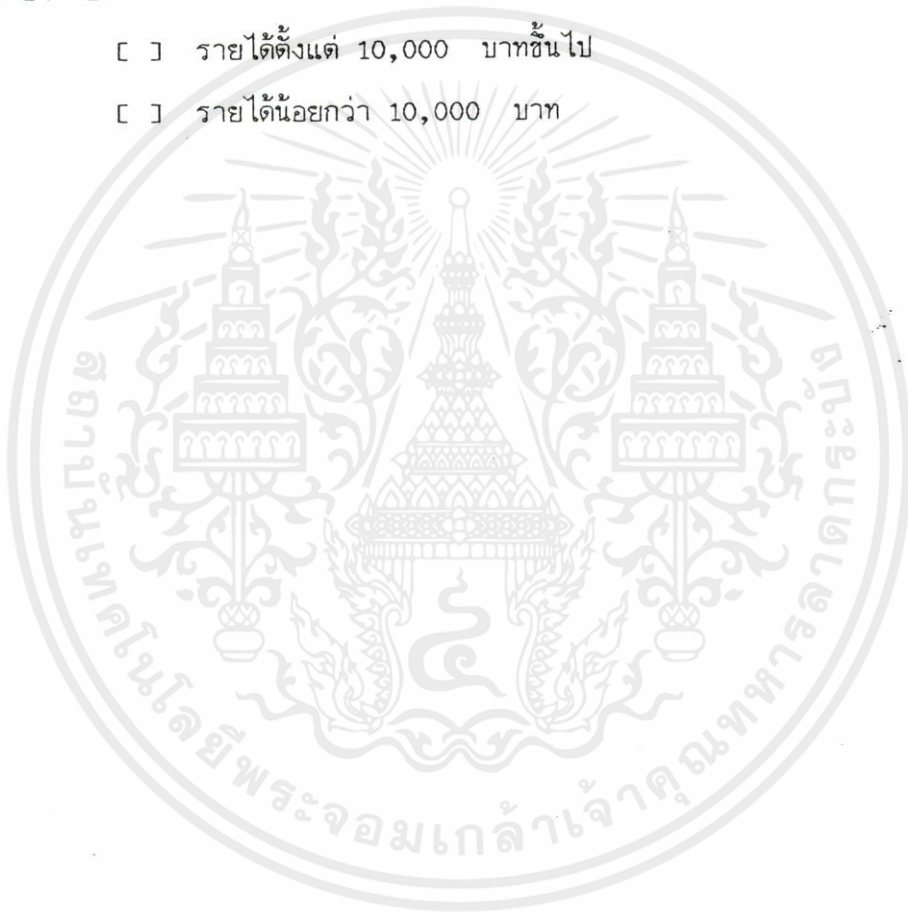 [ ] รายได้ตั้งแต่ 10,000 บาทขึ้นไป
[ ] รายได้น้อยกว่า 10,000 บาท
สถาบันเทคโนโลยีพระจอมเกล้าเจ้าคุณทหารลาดกระบัง